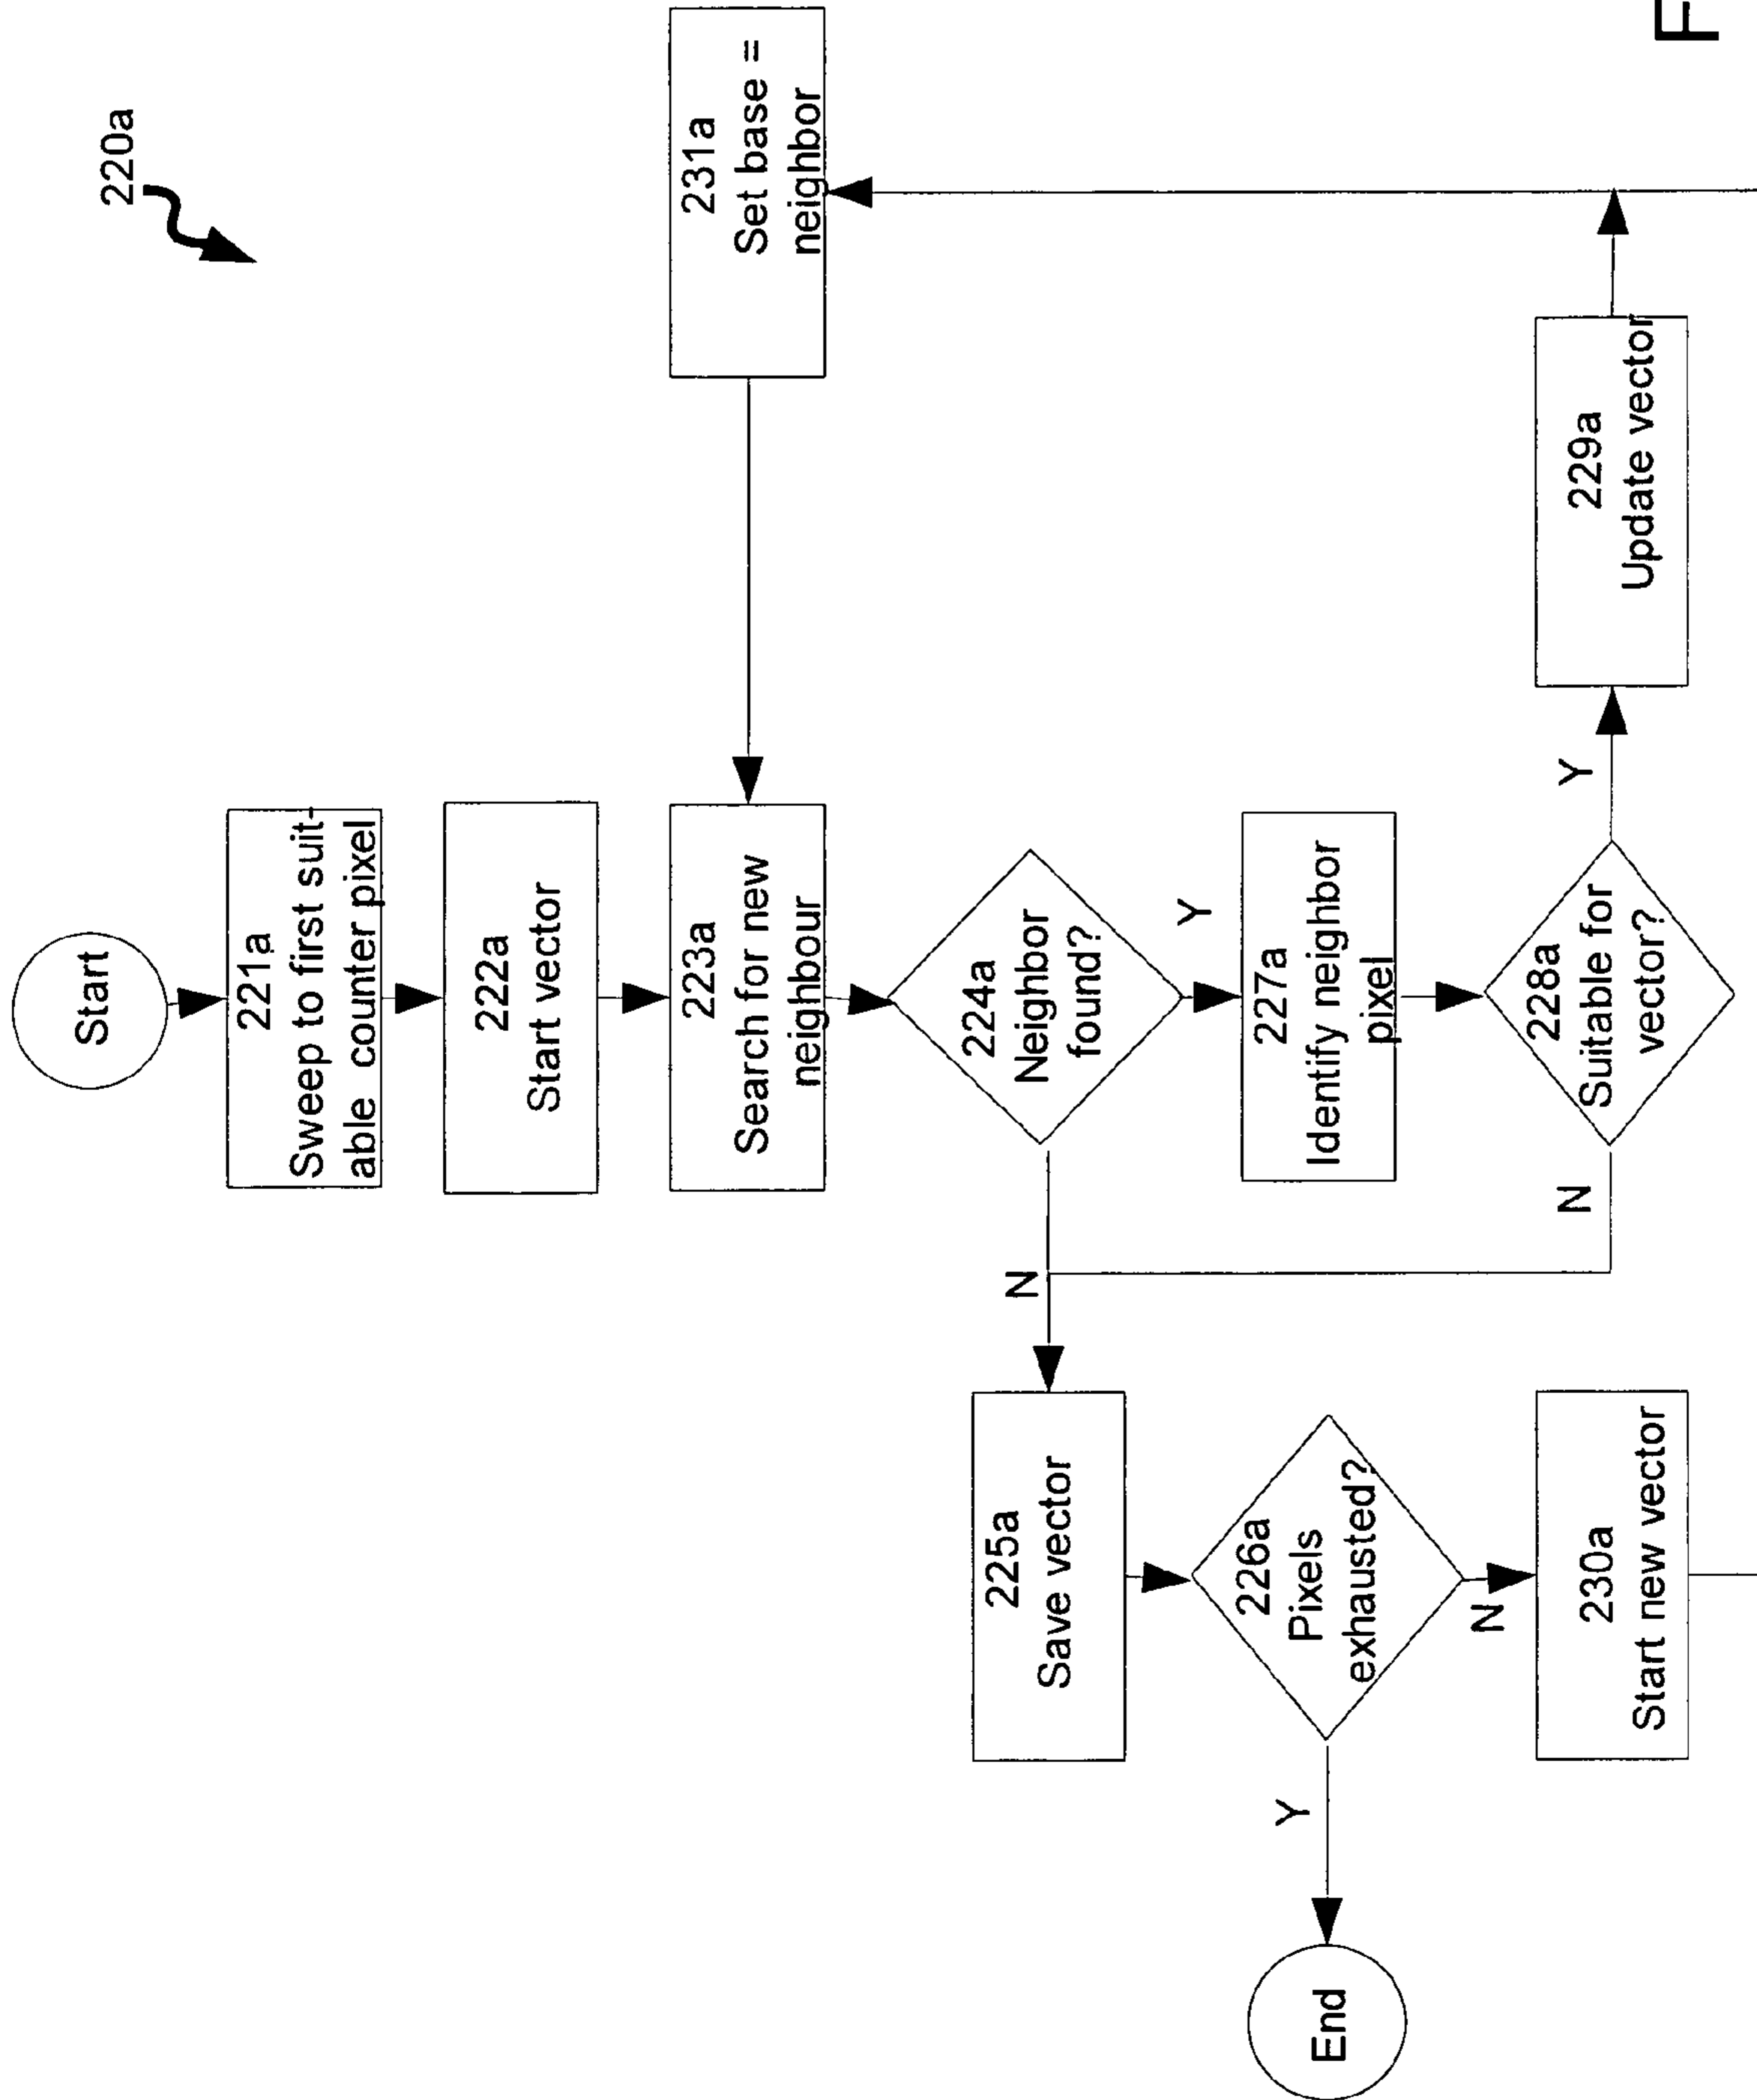 220a
Start
221a
Sweep to first suit-
able counter pixel
222a
Start vector
231a
Set base =
neighbor
223a
Search for new
neighbour
224a
Neighbor
found?
N
Y
225a
Save vector
227a
Identify neighbor
pixel
226a
Pixels
exhausted?
Y
N
End
228a
Suitable for
vector?
N
Y
230a
Start new vector
229a
Update vector
F